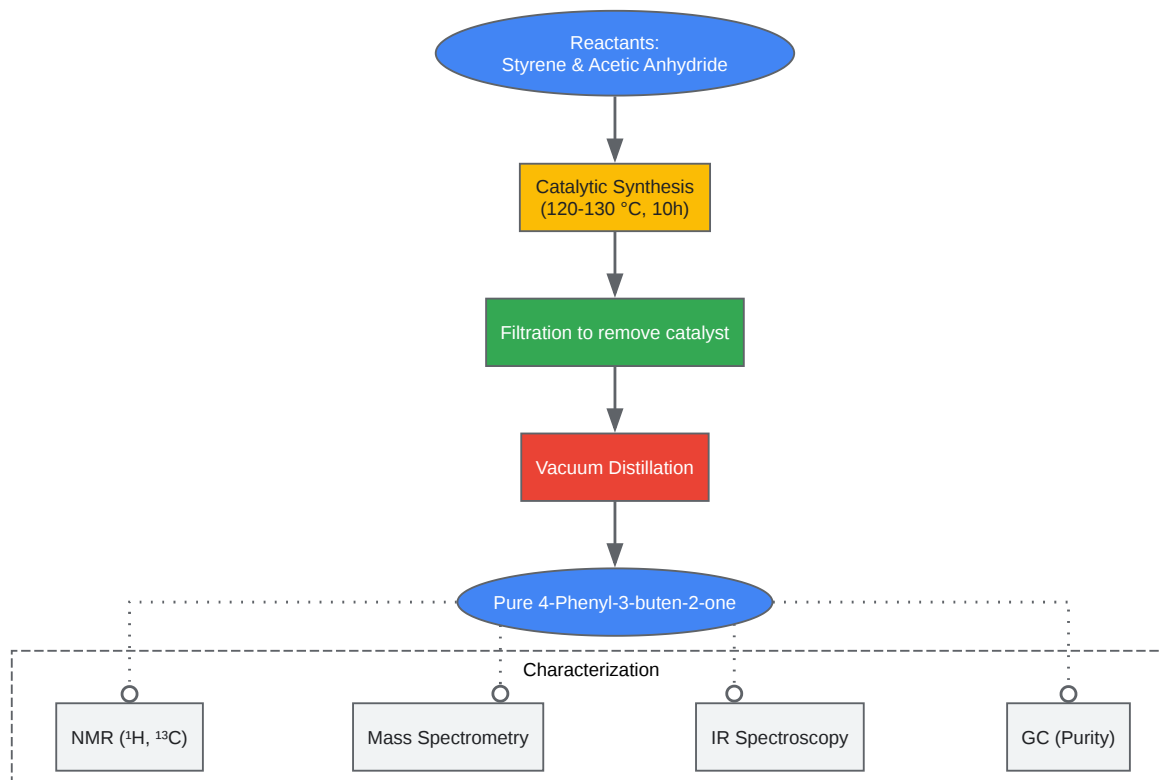 Reactants:
Styrene & Acetic Anhydride
Catalytic Synthesis
(120-130 °C, 10h)
Filtration to remove catalyst
Vacuum Distillation
Pure 4-Phenyl-3-buten-2-one
Characterization
NMR (¹H, ¹³C)
Mass Spectrometry
IR Spectroscopy
GC (Purity)